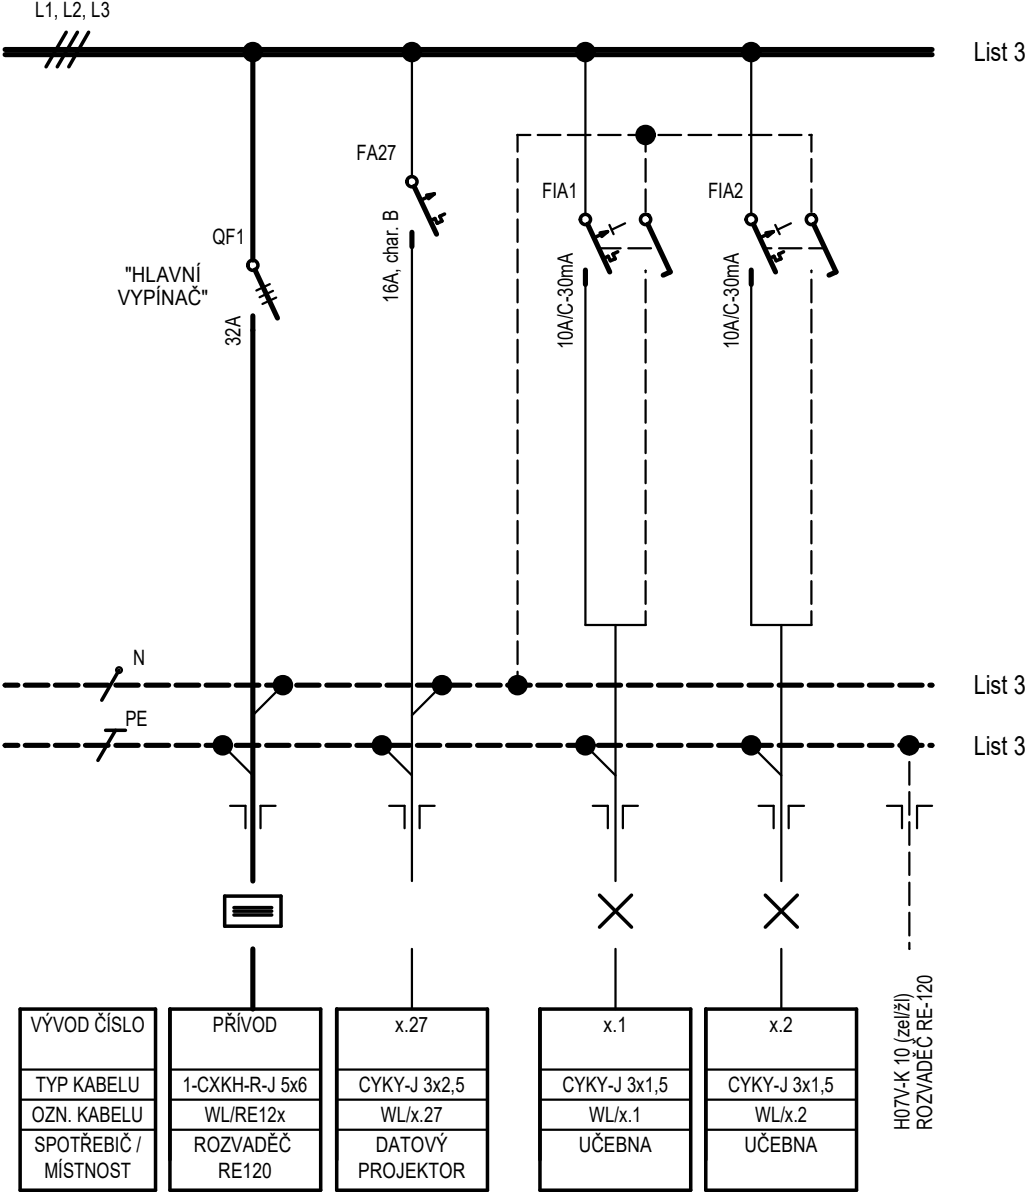 L1, L2, L3
List 3
FA27
16A, char. B
FIA1
10A/C-30mA
FIA2
10A/C-30mA
QF1
"HLAVNÍ
VYPÍNAČ"
32A
N
List 3
PE
List 3
VÝVOD ČÍSLO
PŘÍVOD
x.27
x.1
x.2
TYP KABELU
1-CXKH-R-J 5x6
CYKY-J 3x2,5
CYKY-J 3x1,5
CYKY-J 3x1,5
OZN. KABELU
WL/RE12x
WL/x.27
WL/x.1
WL/x.2
SPOTŘEBIČ /
MÍSTNOST
ROZVADĚČ
RE120
DATOVÝ
PROJEKTOR
UČEBNA
UČEBNA
H07V-K 10 (zel/žl)
ROZVADĚČ RE-120